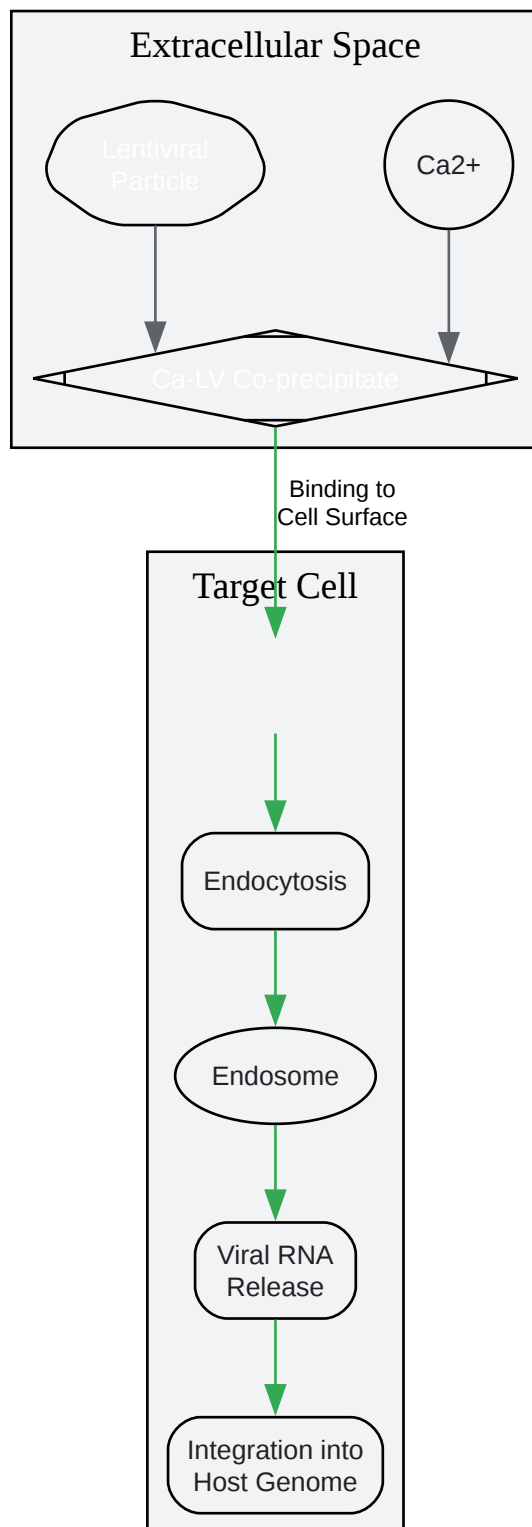 Extracellular Space
Lentiviral
Particle
Ca2+
Ca-LV Co-precipitate
Binding to
Cell Surface
Target Cell
Endocytosis
Endosome
Viral RNA
Release
Integration into
Host Genome